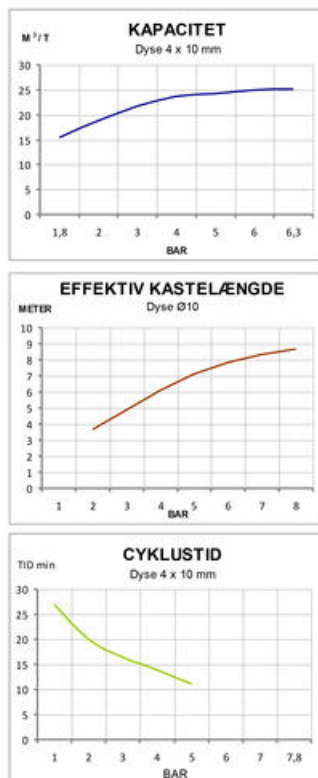 KAPACITET
M³/T
Dyse 4 x 10 mm
30
25
20
15
10
5
0
1,8 2 3 4 5 6 6,3
BAR
EFFEKTIV KASTELÆNGDE
METER
Dyse Ø10
10
9
8
7
6
5
4
3
2
1
0
1 2 3 4 5 6 7 8
BAR
CYKLUSTID
TID min
Dyse 4 x 10 mm
30
25
20
15
10
5
0
1 2 3 4 5 6 7 7,8
BAR